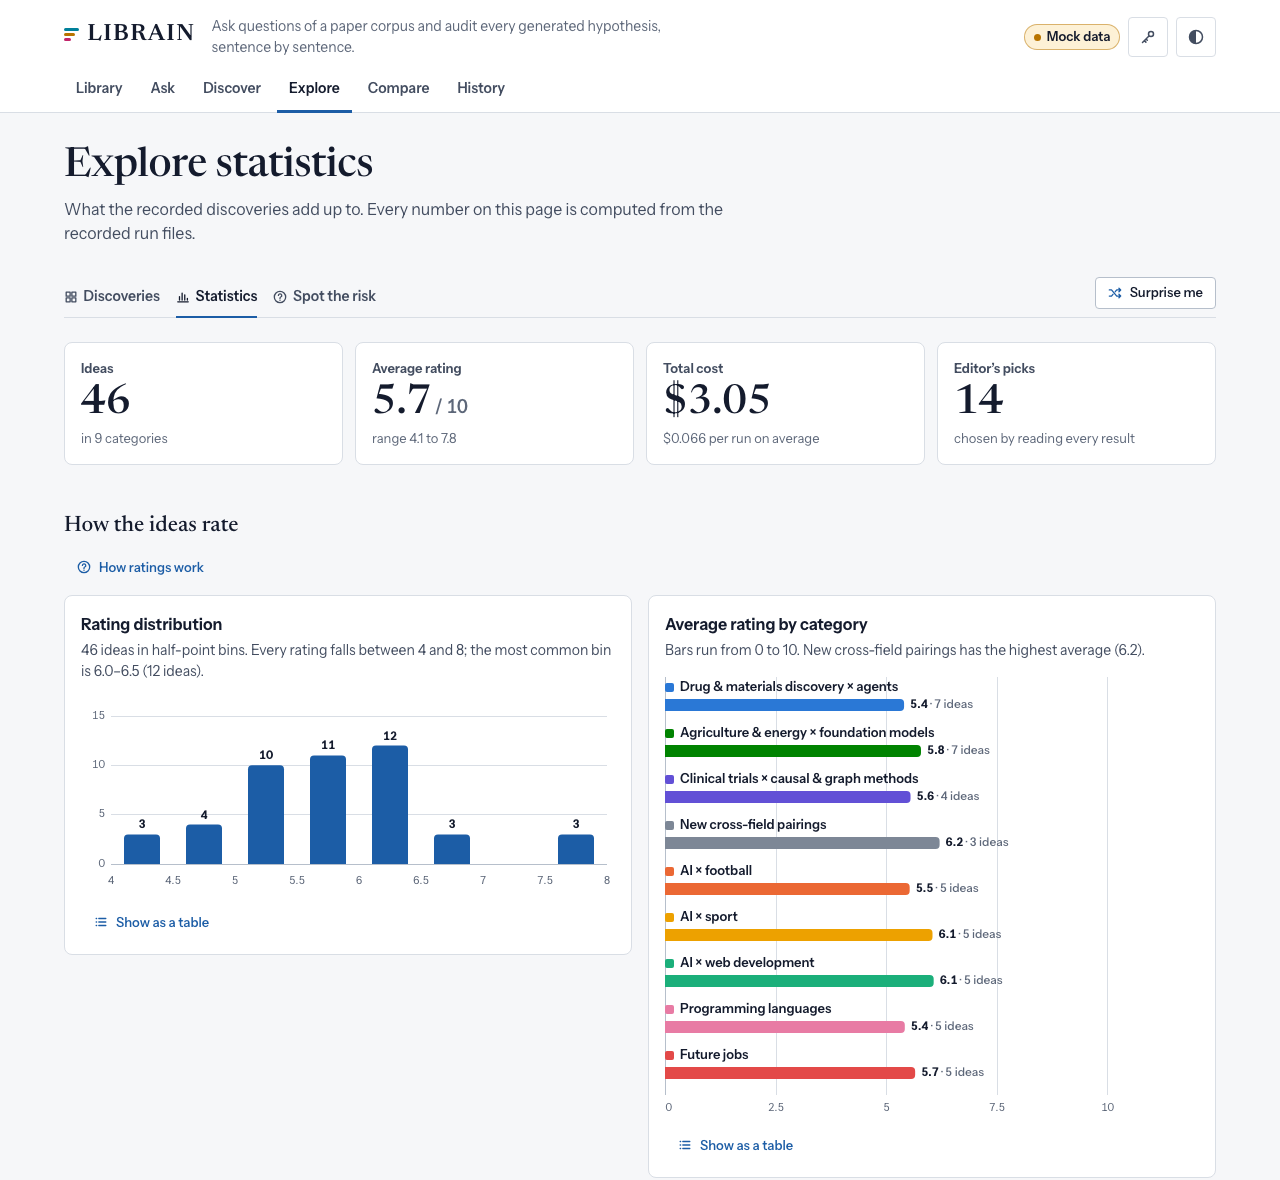 LIBRAIN
Ask questions of a paper corpus and audit every generated hypothesis,
sentence by sentence.
Mock data
Library
Ask
Discover
Explore
Compare
History
Explore statistics
What the recorded discoveries add up to. Every number on this page is computed from the
recorded run files.
Discoveries
Statistics
Spot the risk
Surprise me
Ideas
46
in 9 categories
Average rating
5.7 / 10
range 4.1 to 7.8
Total cost
$3.05
$0.066 per run on average
Editor's picks
14
chosen by reading every result
How the ideas rate
How ratings work
Rating distribution
46 ideas in half-point bins. Every rating falls between 4 and 8; the most common bin
is 6.0–6.5 (12 ideas).
15
10
5
0
3
4
10
11
12
3
3
4
4.5
5
5.5
6
6.5
7
7.5
8
Show as a table
Average rating by category
Bars run from 0 to 10. New cross-field pairings has the highest average (6.2).
Drug & materials discovery × agents
5.4 · 7 ideas
Agriculture & energy × foundation models
5.8 · 7 ideas
Clinical trials × causal & graph methods
5.6 · 4 ideas
New cross-field pairings
6.2 · 3 ideas
AI × football
5.5 · 5 ideas
AI × sport
6.1 · 5 ideas
AI × web development
6.1 · 5 ideas
Programming languages
5.4 · 5 ideas
Future jobs
5.7 · 5 ideas
0
2.5
5
7.5
10
Show as a table